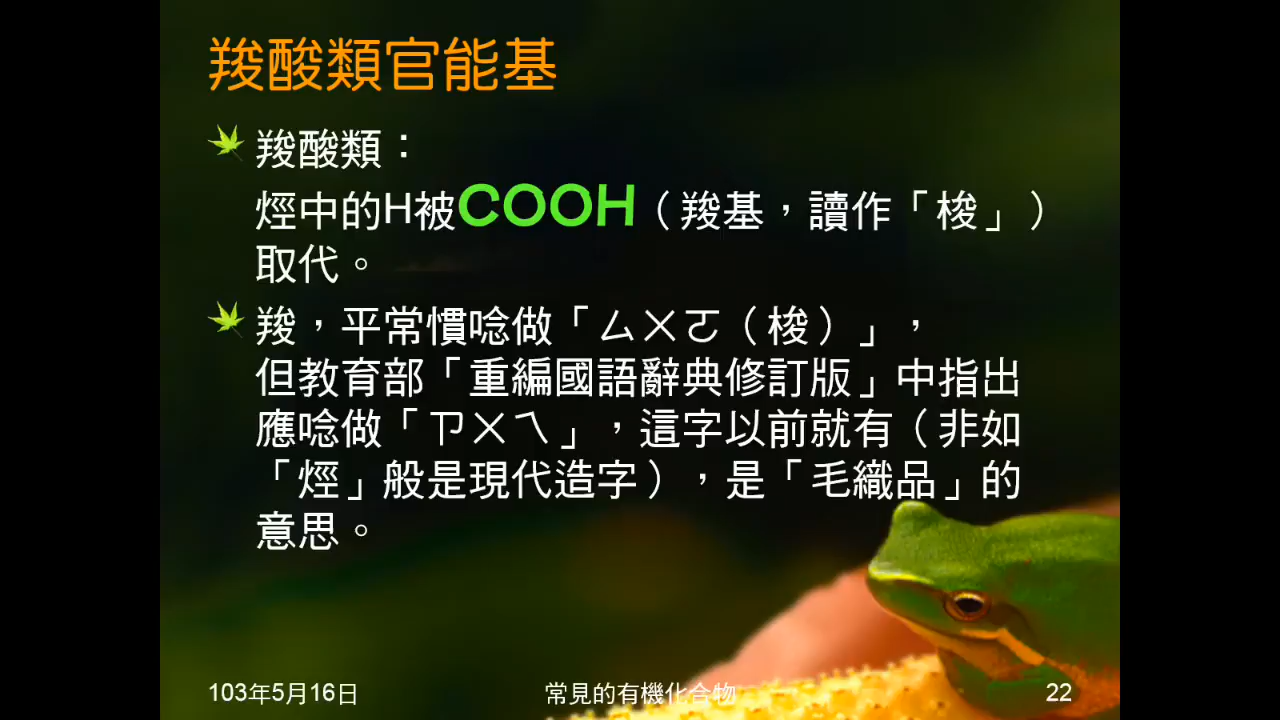 羧酸類官能基
羧酸類：
烴中的H被COOH（羧基，讀作「梭」）
取代。
羧，平常慣唸做「ㄙㄨㄛ（梭）」，
但教育部「重編國語辭典修訂版」中指出
應唸做「ㄗㄨㄟ」，這字以前就有（非如
「烴」般是現代造字），是「毛織品」的
意思。
103年5月16日
常見的有機化合物
22